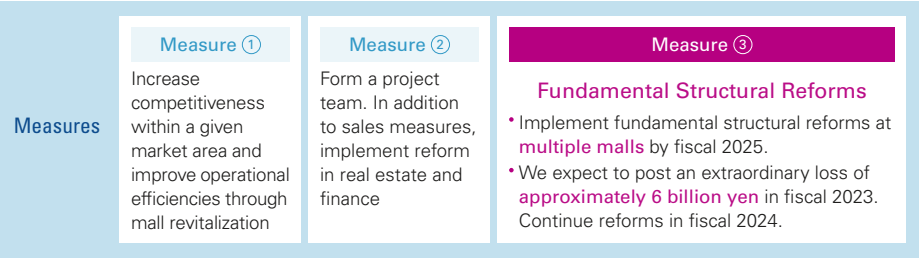 Measures
Measure ①
Increase
competitiveness
within a given
market area and
improve operational
efficiencies through
mall revitalization
Measure ②
Form a project
team. In addition
to sales measures,
implement reform
in real estate and
finance
Measure ③
Fundamental Structural Reforms
• Implement fundamental structural reforms at
multiple malls by fiscal 2025.
• We expect to post an extraordinary loss of
approximately 6 billion yen in fiscal 2023.
Continue reforms in fiscal 2024.